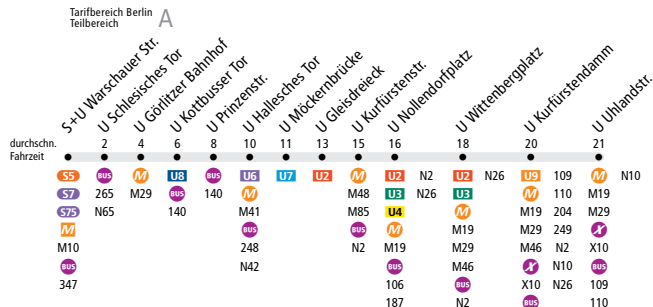 Tarifbereich Berlin
Teilbereich A
S+U Warschauer Str.
U Schlesisches Tor
U Görlitzer Bahnhof
U Kottbusser Tor
U Prinzenstr.
U Hallesches Tor
U Möckernbrücke
U Gleisdreieck
U Kurfürstenstr.
U Nollendorfplatz
U Wittenbergplatz
U Kurfürstendamm
U Uhlandstr.
durchschn. 2 4 6 8 10 11 13 15 16 18 20 21
Fahrzeit
S5 BUS M U8 BUS U6 U7 U2 M U2 N2 U2 N26 U9 109 M N10
S7 265 M29 BUS 140 M M48 U3 N26 U3 M 110 M19
S75 N65 140 M41 M85 U4 M M19 204 M29
M BUS BUS M M19 M29 249 X
M10 248 N2 M19 M29 M46 N2 X10
BUS N42 BUS M46 X N10 BUS
347 106 BUS X10 N26 109
187 N2 BUS 110